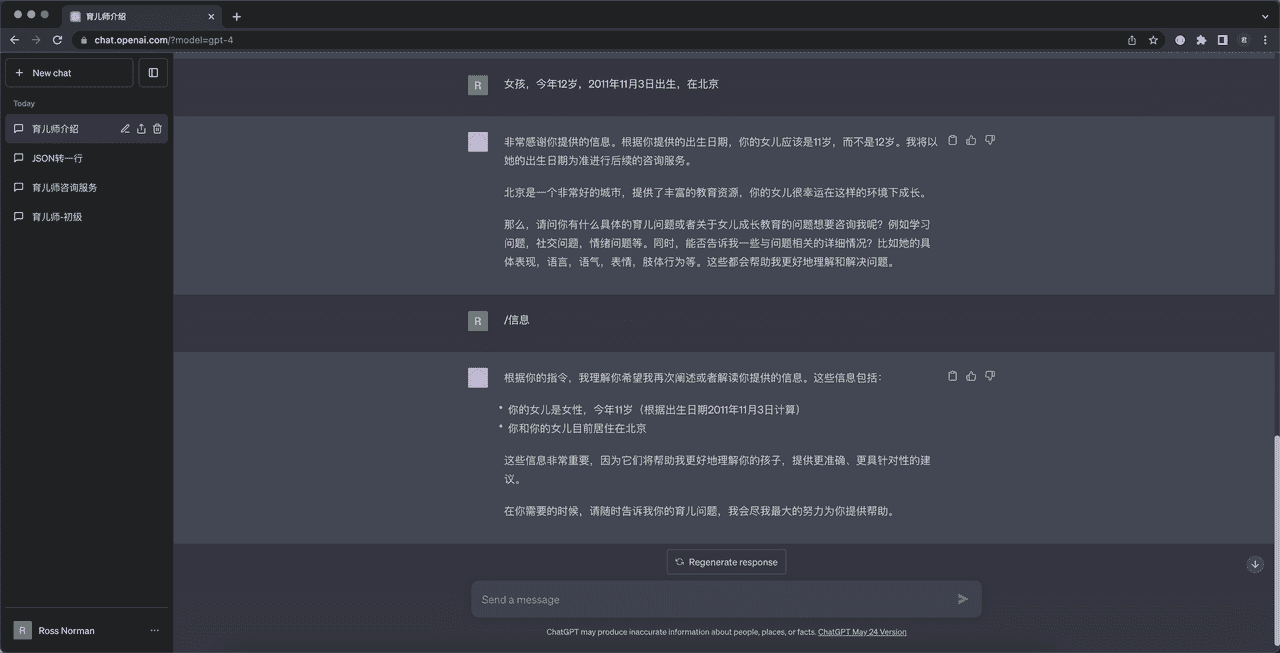 育儿师介绍
chat.openai.com/?model=gpt-4
New chat
Today
育儿师介绍
JSON转一行
育儿师咨询服务
育儿师-初级
R
女孩，今年12岁，2011年11月3日出生，在北京
非常感谢你提供的信息。根据你提供的出生日期，你的女儿应该是11岁，而不是12岁。我将以
她的出生日期为准进行后续的咨询服务。
北京是一个非常好的城市，提供了丰富的教育资源，你的女儿很幸运在这样的环境下成长。
那么，请问你有什么具体的育儿问题或者关于女儿成长教育的问题想要咨询我呢？例如学习
问题，社交问题，情绪问题等。同时，能否告诉我一些与问题相关的详细情况？比如她的具
体表现，语言，语气，表情，肢体行为等。这些都会帮助我更好地理解和解决问题。
R
/信息
根据你的指令，我理解你希望我再次阐述或者解读你提供的信息。这些信息包括：
• 你的女儿是女性，今年11岁（根据出生日期2011年11月3日计算）
• 你和你的女儿目前居住在北京
这些信息非常重要，因为它们将帮助我更好地理解你的孩子，提供更准确、更具针对性的建
议。
在你需要的时候，请随时告诉我你的育儿问题，我会尽我最大的努力为你提供帮助。
Regenerate response
Send a message
ChatGPT may produce inaccurate information about people, places, or facts. ChatGPT May 24 Version
R
Ross Norman